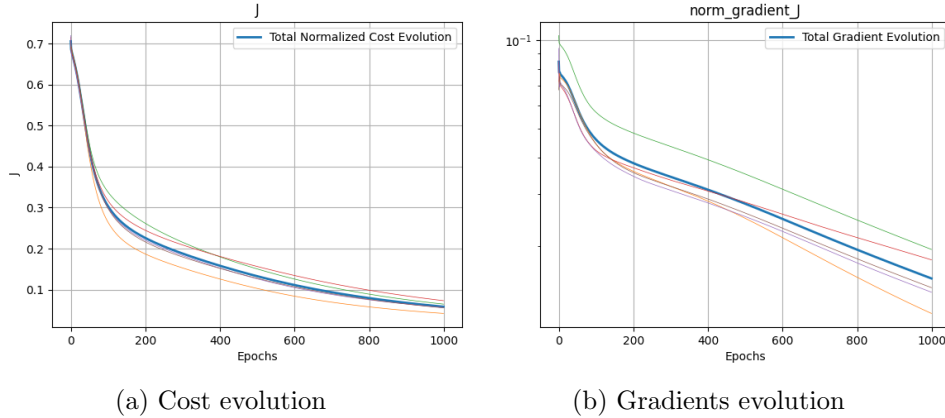 J
Total Normalized Cost Evolution
0.7
0.6
0.5
0.4
0.3
0.2
0.1
J
0
200
400
600
800
1000
Epochs
(a) Cost evolution
norm_gradient_J
Total Gradient Evolution
10⁻¹
0
200
400
600
800
1000
Epochs
(b) Gradients evolution